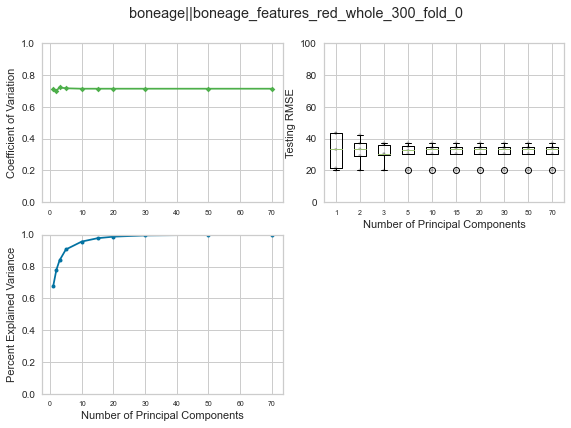 boneage||boneage_features_red_whole_300_fold_0
Coefficient of Variation
1.0
0.8
0.6
0.4
0.2
0.0
0 10 20 30 40 50 60 70
Testing RMSE
100
80
60
40
20
0
1 2 3 5 10 15 20 30 50 70
Number of Principal Components
Percent Explained Variance
1.0
0.8
0.6
0.4
0.2
0.0
0 10 20 30 40 50 60 70
Number of Principal Components